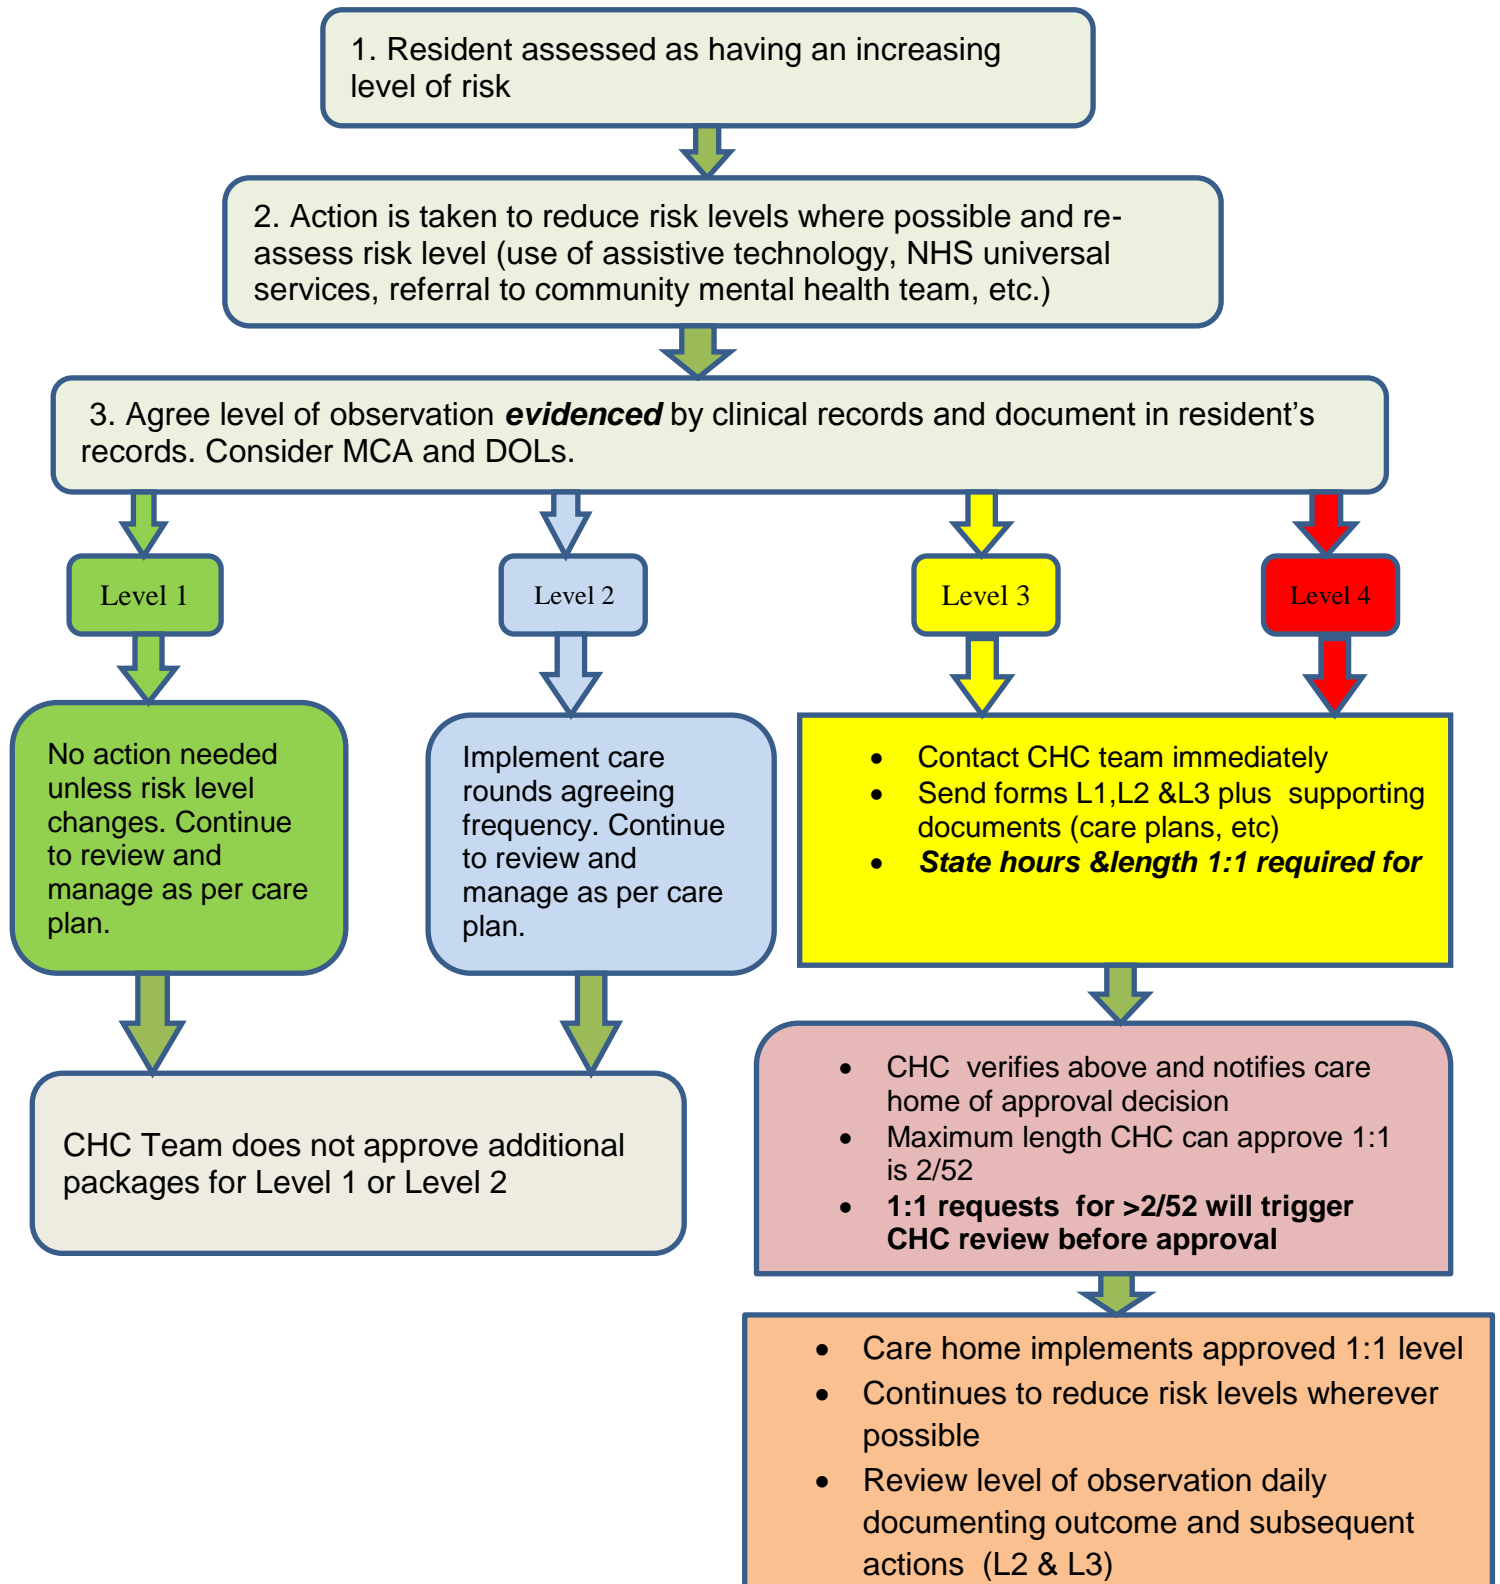 1. Resident assessed as having an increasing
level of risk
2. Action is taken to reduce risk levels where possible and re-
assess risk level (use of assistive technology, NHS universal
services, referral to community mental health team, etc.)
3. Agree level of observation evidenced by clinical records and document in resident’s
records. Consider MCA and DOLs.
Level 1
Level 2
Level 3
Level 4
No action needed
unless risk level
changes. Continue
to review and
manage as per care
plan.
Implement care
rounds agreeing
frequency. Continue
to review and
manage as per care
plan.
• Contact CHC team immediately
• Send forms L1,L2 &L3 plus supporting
documents (care plans, etc)
• State hours &length 1:1 required for
CHC Team does not approve additional
packages for Level 1 or Level 2
• CHC verifies above and notifies care
home of approval decision
• Maximum length CHC can approve 1:1
is 2/52
• 1:1 requests for >2/52 will trigger
CHC review before approval
• Care home implements approved 1:1 level
• Continues to reduce risk levels wherever
possible
• Review level of observation daily
documenting outcome and subsequent
actions (L2 & L3)